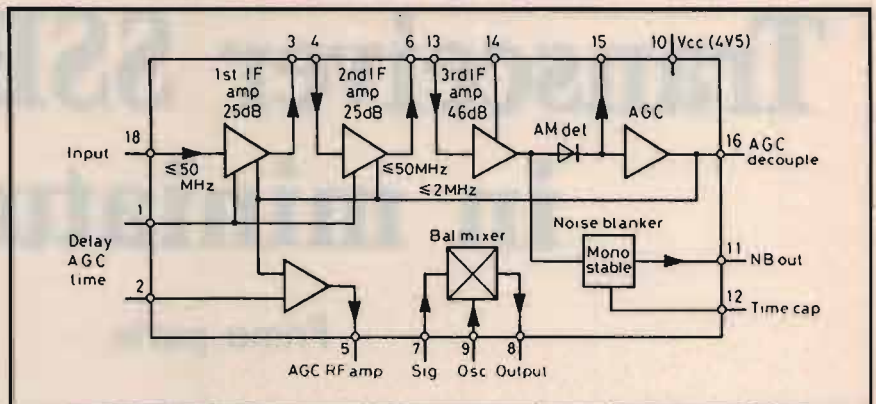 3 4 6 13 14 15 10 Vcc (4V5)
1st IF
amp
25dB
2nd IF
amp
25dB
3rd IF
amp
46dB
AM det
AGC
Input
18
≤50
MHz
≤50MHz
≤2MHz
16
AGC
decouple
1
Delay
AGC
time
2
Bal mixer
Noise blanker
Mono
stable
11
NB out
12
Time cap
5 7 9 8
AGC RF amp Sig Osc Output